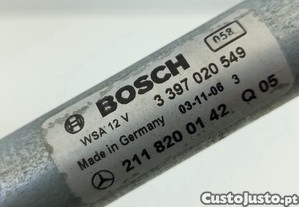 058
BOSCH
WSA 12 V
3 397 020 549
Made in Germany 03-11-06 3
211 820 01 42 Q 05
CustoJusto.pt